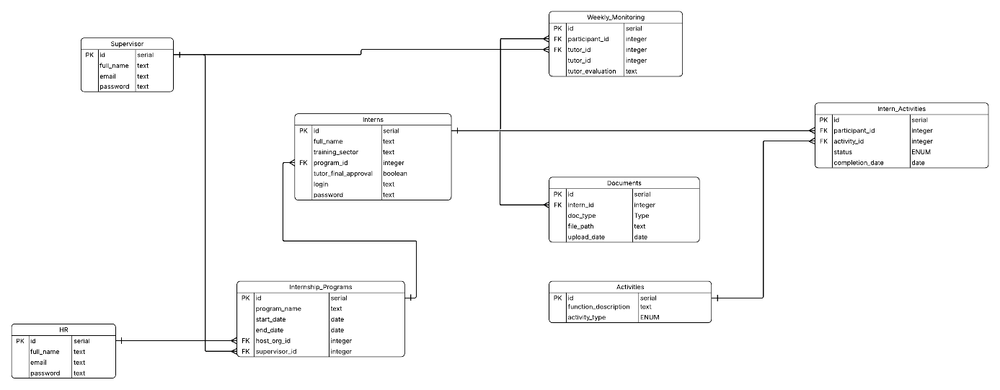 Weekly_Monitoring
PK id serial
FK participant_id integer
FK tutor_id integer
tutor_id integer
tutor_evaluation text
Supervisor
PK id serial
full_name text
email text
password text
Intern_Activities
PK id serial
FK participant_id integer
FK activity_id integer
status ENUM
completion_date date
Interns
PK id serial
full_name text
training_sector text
FK program_id integer
tutor_final_approval boolean
login text
password text
Documents
PK id serial
FK intern_id integer
doc_type Type
file_path text
upload_date date
Internship_Programs
PK id serial
program_name text
start_date date
end_date date
FK host_org_id integer
FK supervisor_id integer
Activities
PK id serial
function_description text
activity_type ENUM
HR
PK id serial
full_name text
email text
password text